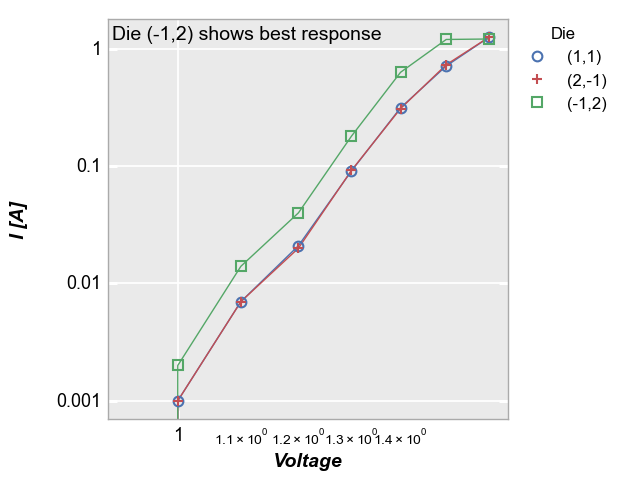 Die (-1,2) shows best response
Die
(1,1)
(2,-1)
(-1,2)
1
0.1
0.01
0.001
I [A]
1
1.1 × 10⁰
1.2 × 10⁰
1.3 × 10⁰
1.4 × 10⁰
Voltage